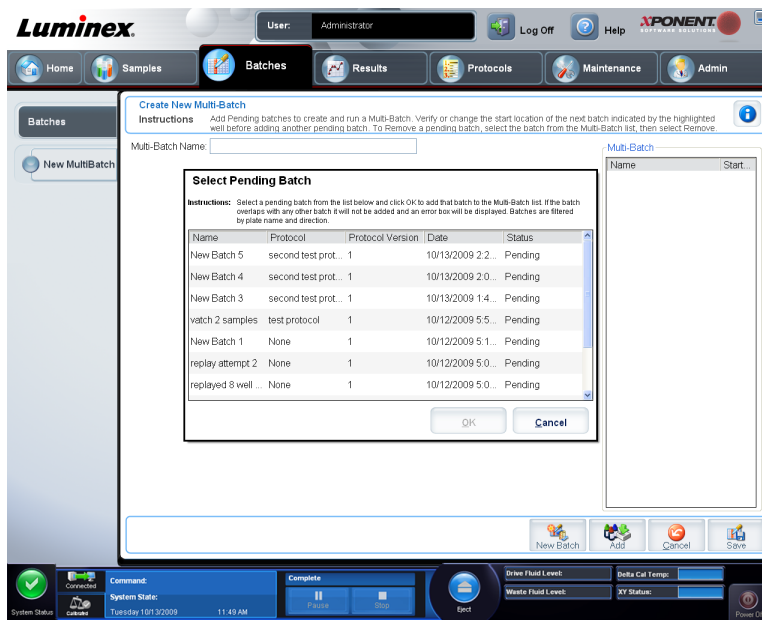 Luminex.
User: Administrator
Log Off
Help
XPONENT.
SOFTWARE SOLUTIONS
Home
Samples
Batches
Results
Protocols
Maintenance
Admin
Batches
New MultiBatch
Create New Multi-Batch
Instructions Add Pending batches to create and run a Multi-Batch. Verify or change the start location of the next batch indicated by the highlighted
well before adding another pending batch. To Remove a pending batch, select the batch from the Multi-Batch list, then select Remove.
Multi-Batch Name:
Multi-Batch
Name Start...
Select Pending Batch
Instructions: Select a pending batch from the list below and click OK to add that batch to the Multi-Batch list. If the batch
overlaps with any other batch it will not be added and an error box will be displayed. Batches are filtered
by plate name and direction.
Name Protocol Protocol Version Date Status
New Batch 5 second test prot... 1 10/13/2009 2:2... Pending
New Batch 4 second test prot... 1 10/13/2009 2:0... Pending
New Batch 3 second test prot... 1 10/13/2009 1:4... Pending
vatch 2 samples test protocol 1 10/12/2009 5:5... Pending
New Batch 1 None 1 10/12/2009 5:1... Pending
replay attempt 2 None 1 10/12/2009 5:0... Pending
replayed 8 well ... None 1 10/12/2009 5:0... Pending
OK
Cancel
New Batch
Add
Cancel
Save
System Status
Connected
Calibrated
Command:
System State:
Tuesday 10/13/2009 11:49 AM
Complete
Pause
Stop
Eject
Drive Fluid Level:
Waste Fluid Level:
Delta Cal Temp:
XY Status:
Power Of